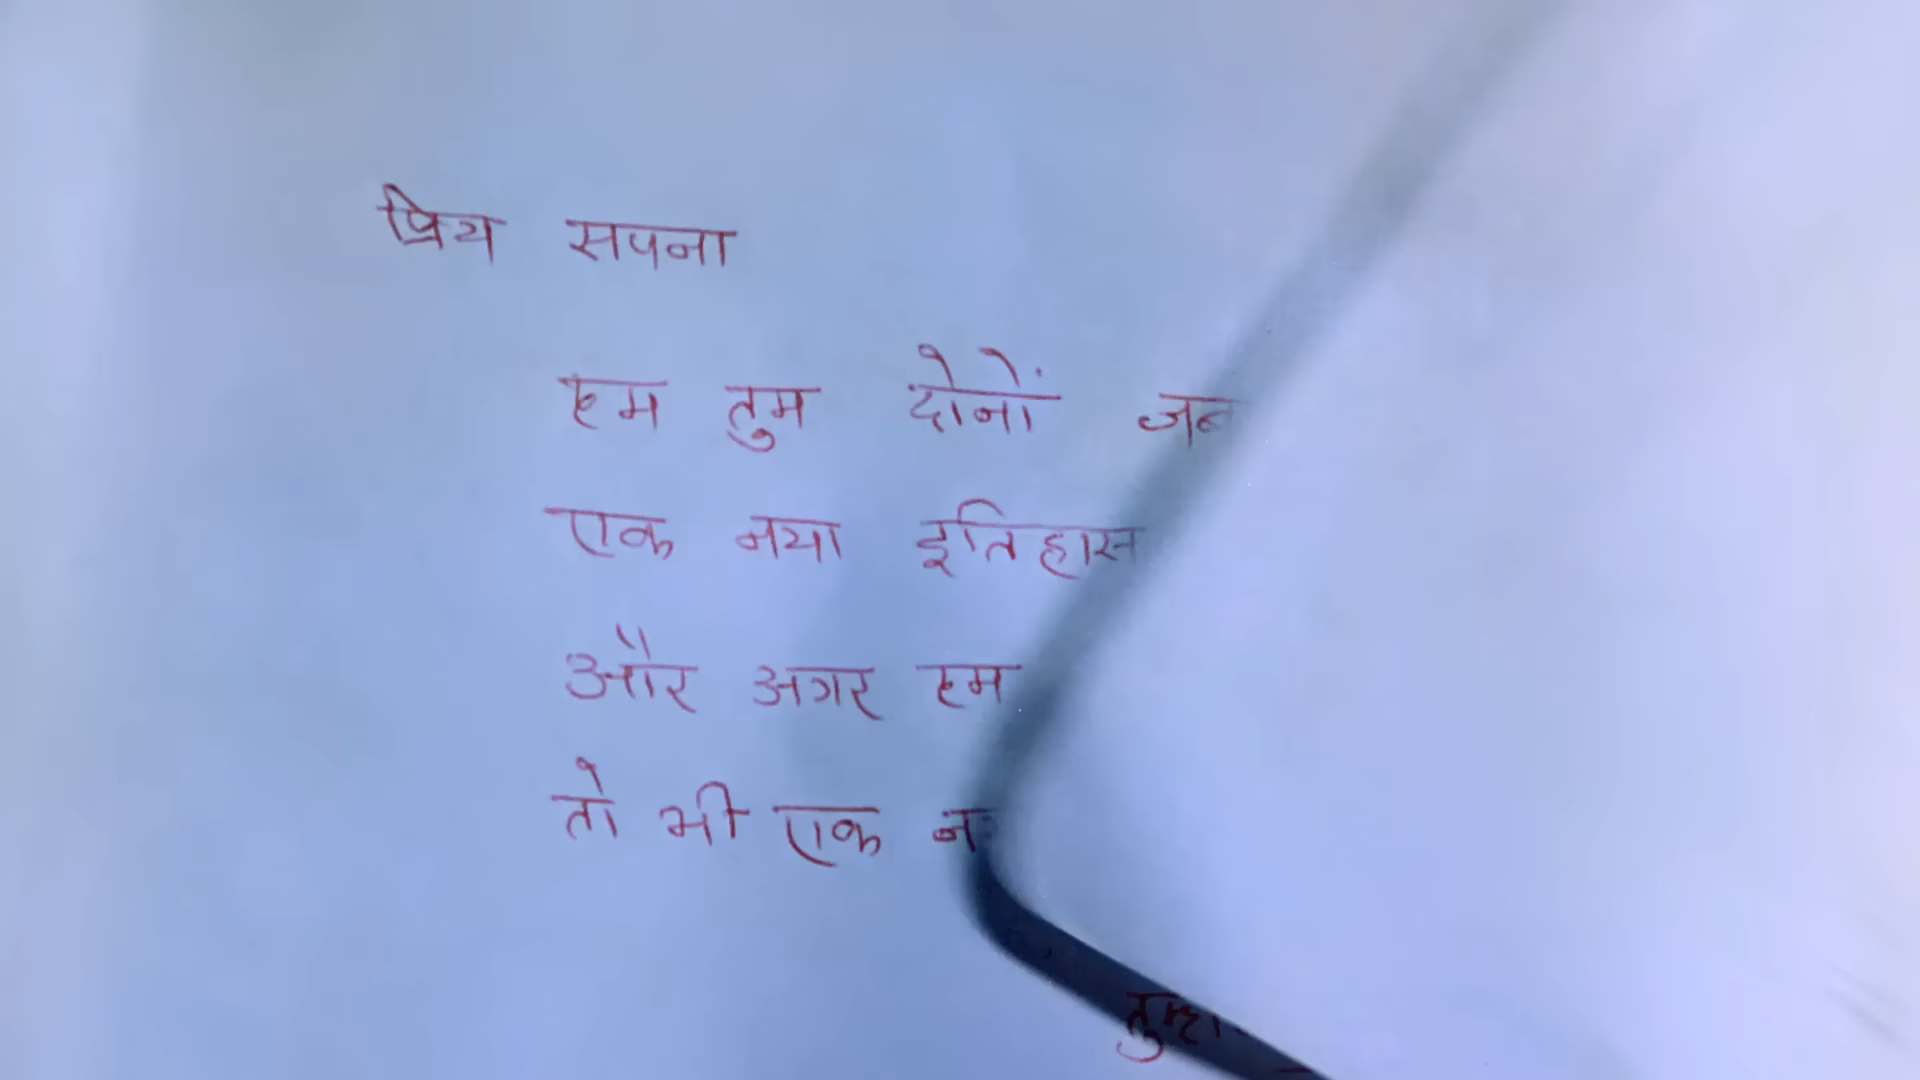 प्रिय सपना
हम तुम दोनों जब
एक नया इतिहास
और अगर हम
तो भी एक